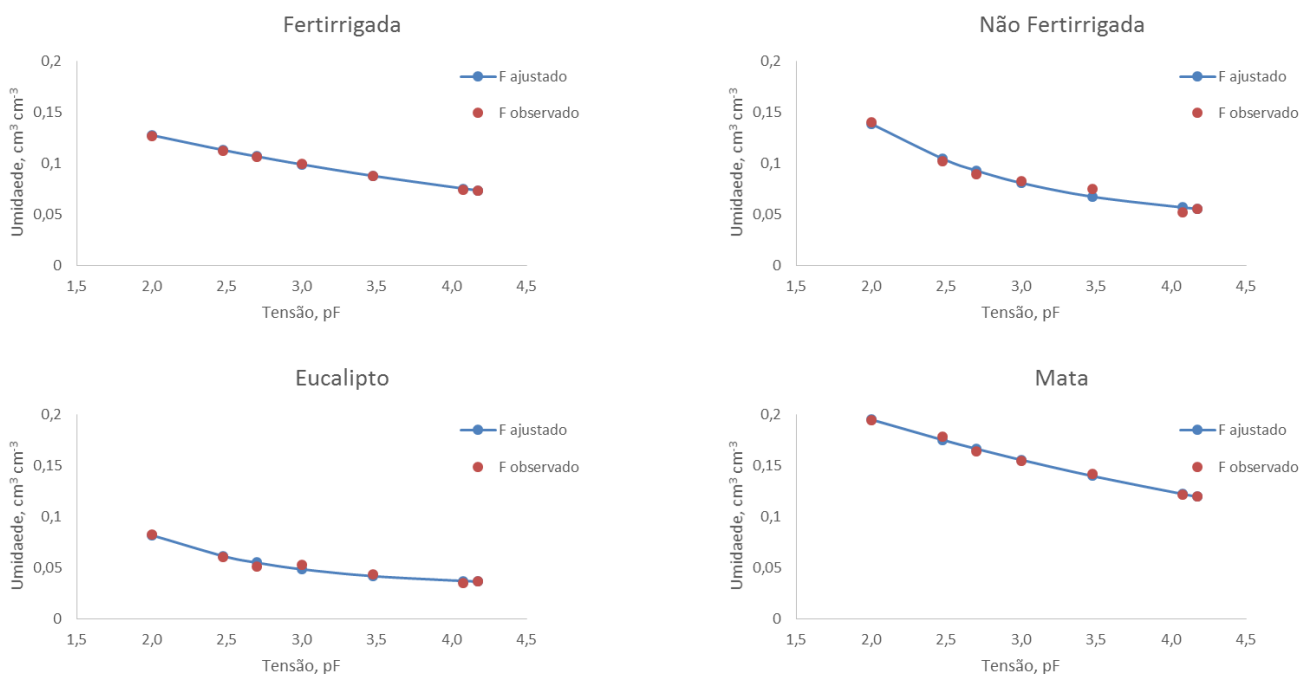 Fertirrigada
0,2
0,15
0,1
0,05
0
Umidaede, cm³ cm⁻³
1,5 2,0 2,5 3,0 3,5 4,0 4,5
Tensão, pF
F ajustado
F observado
Não Fertirrigada
0,2
0,15
0,1
0,05
0
Umidaede, cm³ cm⁻³
1,5 2,0 2,5 3,0 3,5 4,0 4,5
Tensão, pF
F ajustado
F observado
Eucalipto
0,2
0,15
0,1
0,05
0
Umidaede, cm³ cm⁻³
1,5 2,0 2,5 3,0 3,5 4,0 4,5
Tensão, pF
F ajustado
F observado
Mata
0,2
0,15
0,1
0,05
0
Umidaede, cm³ cm⁻³
1,5 2,0 2,5 3,0 3,5 4,0 4,5
Tensão, pF
F ajustado
F observado